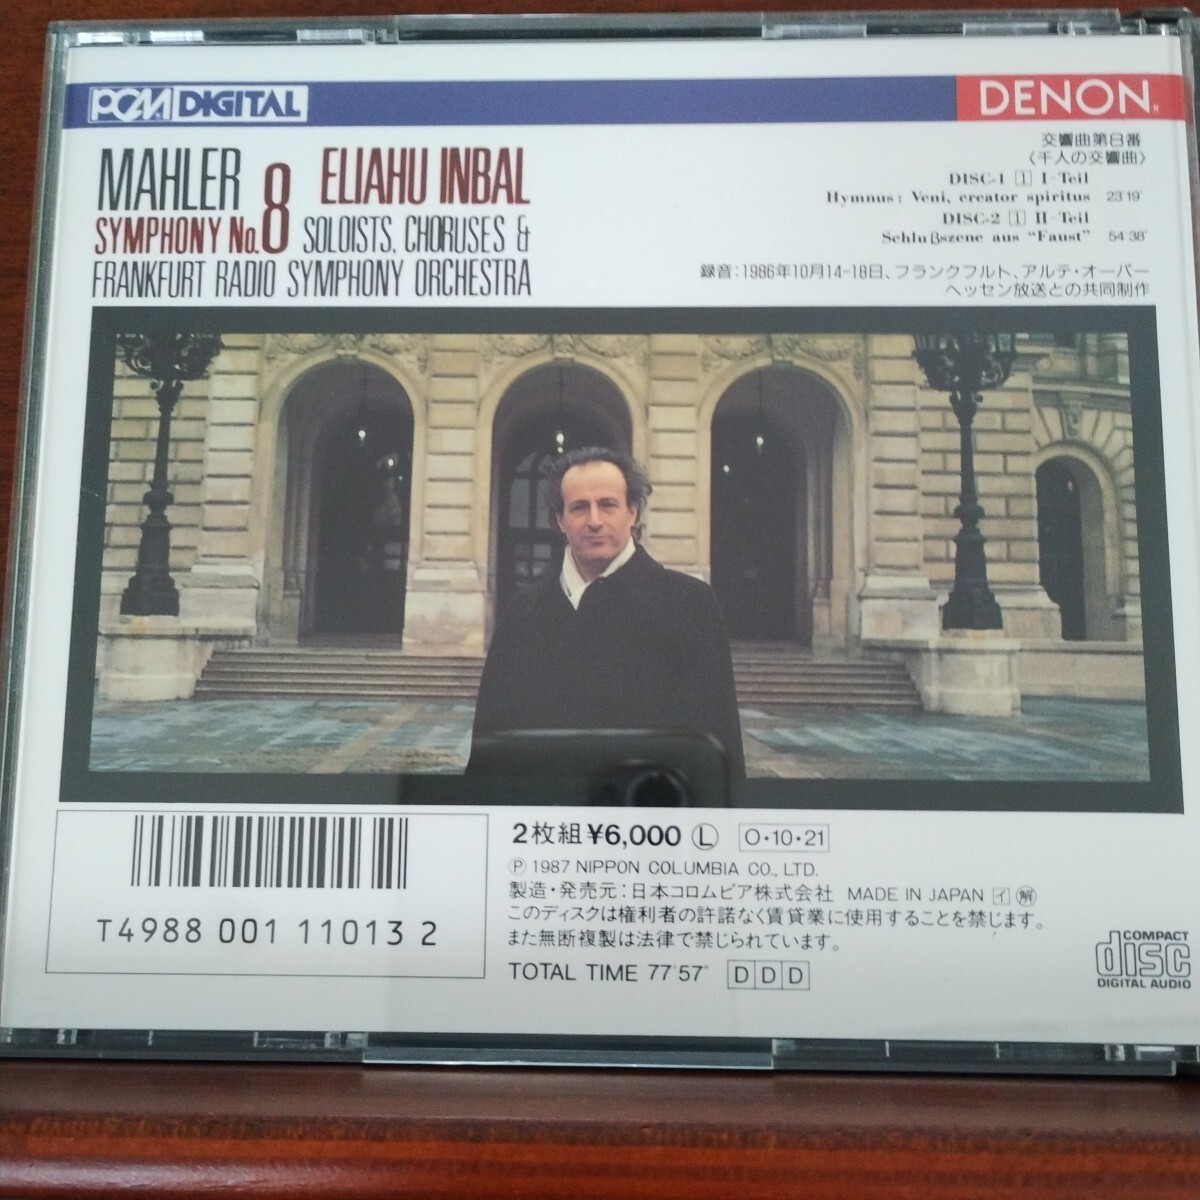 PCM DIGITAL
DENON®
MAHLER
SYMPHONY No.8
ELIAHU INBAL
SOLOISTS, CHORUSES &
FRANKFURT RADIO SYMPHONY ORCHESTRA
交響曲第8番
〈千人の交響曲〉
DISC-1 1 I-Teil
Hymnus: Veni, creator spiritus 23'19"
DISC-2 1 II-Teil
Schlußszene aus "Faust" 54'38"
録音:1986年10月14-18日、フランクフルト、アルテ・オーパー
ヘッセン放送との共同制作
T4988 001 11013 2
2枚組¥6,000 Ⓛ O・10・21
Ⓟ 1987 NIPPON COLUMBIA CO., LTD.
製造・発売元:日本コロムビア株式会社 MADE IN JAPAN イ 解
このディスクは権利者の許諾なく賃貸業に使用することを禁じます。
また無断複製は法律で禁じられています。
TOTAL TIME 77'57" DDD
COMPACT
disc
DIGITAL AUDIO